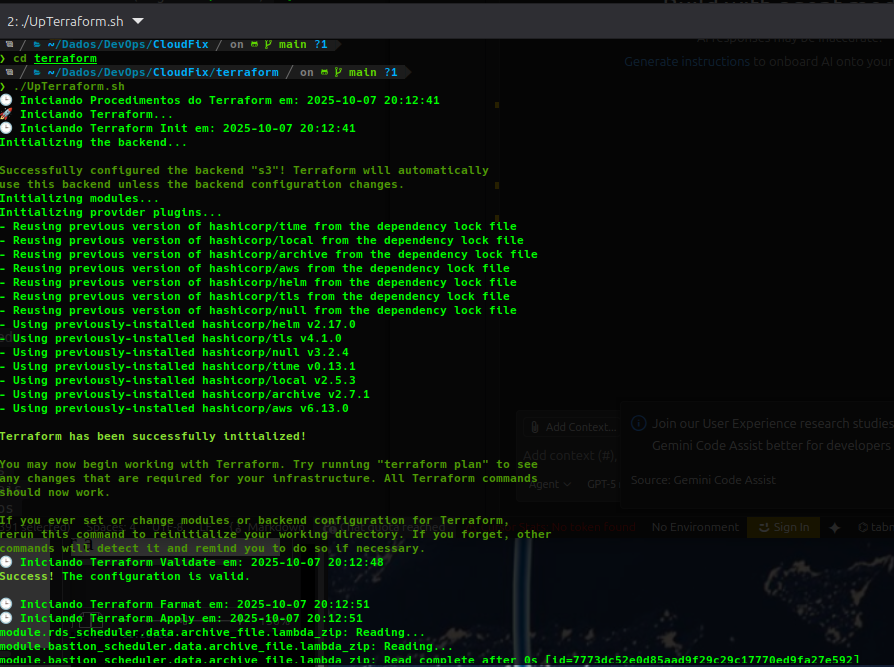 2: ./UpTerraform.sh
/ ~/Dados/DevOps/CloudFix / on main ?1
❯ cd terraform
/ ~/Dados/DevOps/CloudFix/terraform / on main ?1
❯ ./UpTerraform.sh
🕒 Iniciando Procedimentos do Terraform em: 2025-10-07 20:12:41
🚀 Iniciando Terraform...
🕒 Iniciando Terraform Init em: 2025-10-07 20:12:41
Initializing the backend...
Successfully configured the backend "s3"! Terraform will automatically
use this backend unless the backend configuration changes.
Initializing modules...
Initializing provider plugins...
- Reusing previous version of hashicorp/time from the dependency lock file
- Reusing previous version of hashicorp/local from the dependency lock file
- Reusing previous version of hashicorp/archive from the dependency lock file
- Reusing previous version of hashicorp/aws from the dependency lock file
- Reusing previous version of hashicorp/helm from the dependency lock file
- Reusing previous version of hashicorp/tls from the dependency lock file
- Reusing previous version of hashicorp/null from the dependency lock file
- Using previously-installed hashicorp/helm v2.17.0
- Using previously-installed hashicorp/tls v4.1.0
- Using previously-installed hashicorp/null v3.2.4
- Using previously-installed hashicorp/time v0.13.1
- Using previously-installed hashicorp/local v2.5.3
- Using previously-installed hashicorp/archive v2.7.1
- Using previously-installed hashicorp/aws v6.13.0
Terraform has been successfully initialized!
You may now begin working with Terraform. Try running "terraform plan" to see
any changes that are required for your infrastructure. All Terraform commands
should now work.
If you ever set or change modules or backend configuration for Terraform,
rerun this command to reinitialize your working directory. If you forget, other
commands will detect it and remind you to do so if necessary.
🕒 Iniciando Terraform Validate em: 2025-10-07 20:12:48
Success! The configuration is valid.
🕒 Iniciando Terraform Farmat em: 2025-10-07 20:12:51
🕒 Iniciando Terraform Apply em: 2025-10-07 20:12:51
module.rds_scheduler.data.archive_file.lambda_zip: Reading...
module.bastion_scheduler.data.archive_file.lambda_zip: Reading...
module.bastion_scheduler.data.archive_file.lambda_zip: Read complete after 0s [id=7773dc52e0d85aad9f29c29c17770ed9fa27e592]
Generate instructions to onboard AI onto your
Add Context...
Add context (#),
Agent
GPT-5
Join our User Experience research studies
Gemini Code Assist better for developers
Source: Gemini Code Assist
No Environment
Sign In
tabn